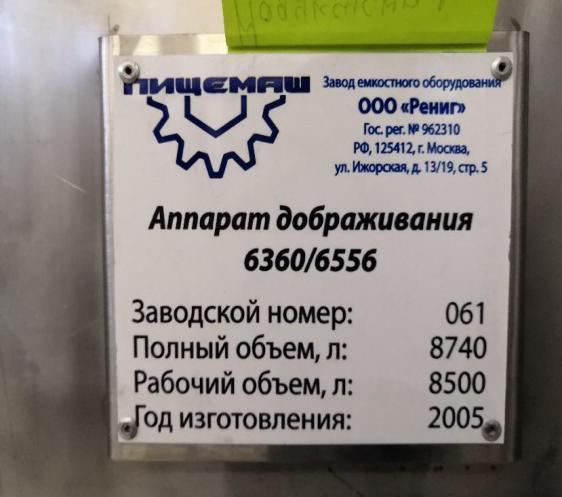 ПИЩЕМАШ
Завод емкостного оборудования
ООО «Рениг»
Гос. рег. № 962310
РФ, 125412, г. Москва,
ул. Ижорская, д. 13/19, стр. 5
Аппарат дображивания
6360/6556
Заводской номер: 061
Полный объем, л: 8740
Рабочий объем, л: 8500
Год изготовления: 2005